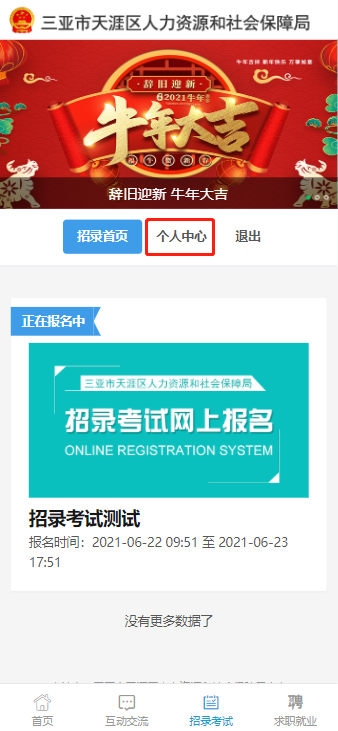 三亚市天涯区人力资源和社会保障局
牛年吉祥 新年快乐 万事如意
辞旧迎新
2021牛年
牛年大吉
辞旧迎新 牛年大吉
招录首页 个人中心 退出
正在报名中
三亚市天涯区人力资源和社会保障局
招录考试网上报名
ONLINE REGISTRATION SYSTEM
招录考试测试
报名时间：2021-06-22 09:51 至 2021-06-23
17:51
没有更多数据了
首页 互动交流 招录考试 聘 求职就业